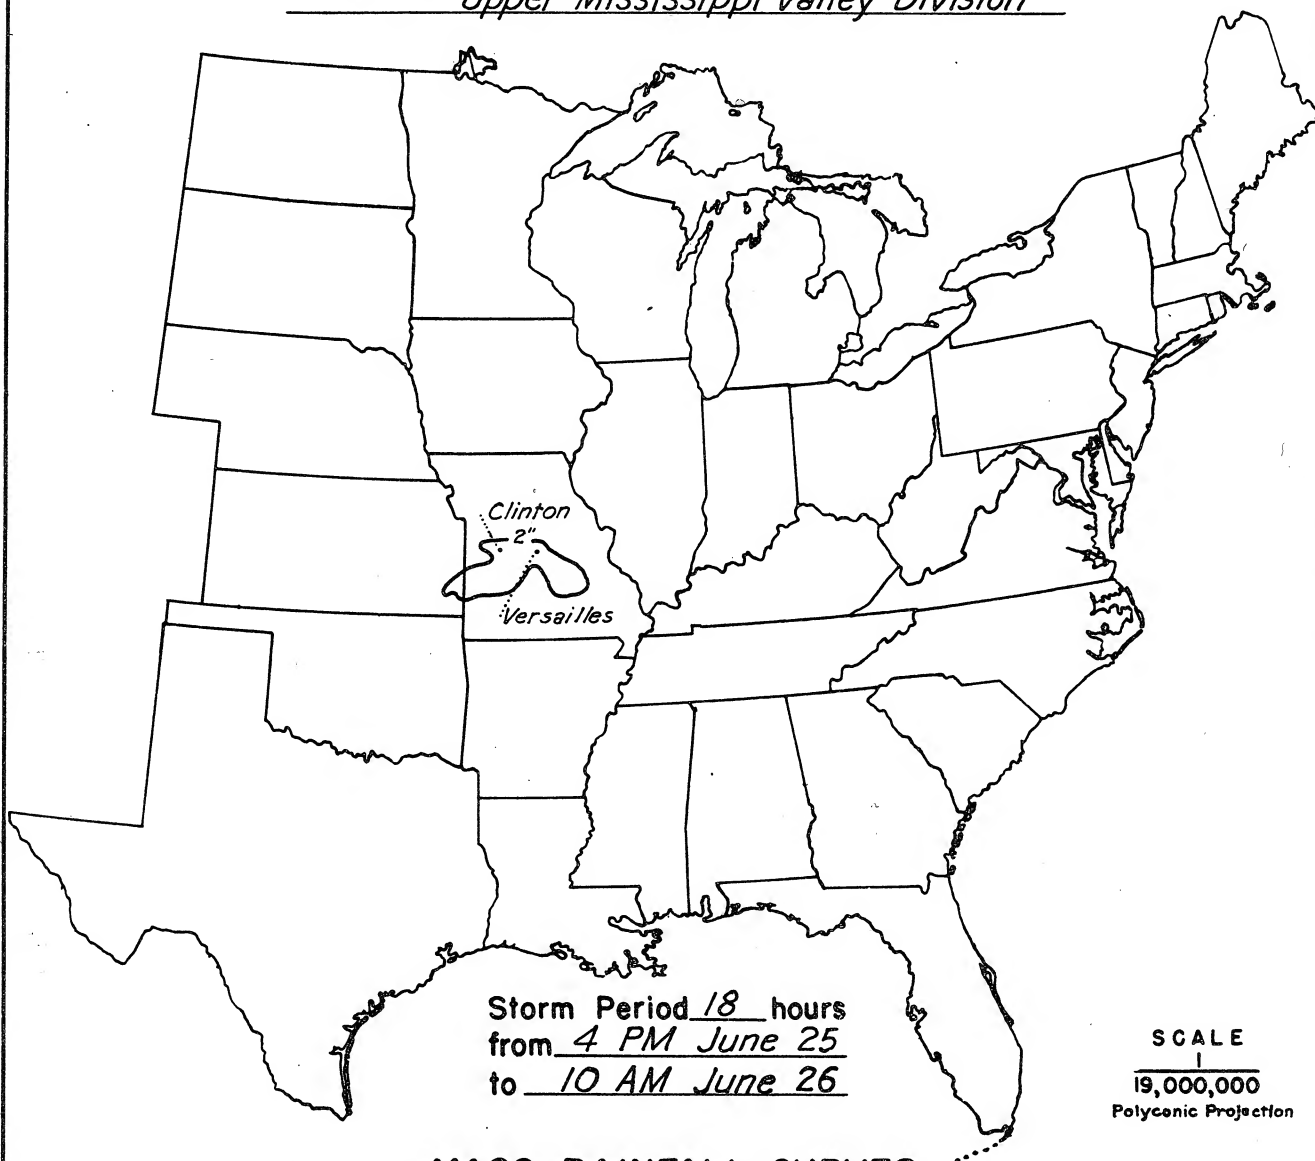 Upper Mississippi Valley Division
Clinton
2"
Versailles
Storm Period 18 hours
from 4 PM June 25
to 10 AM June 26
SCALE
1
19,000,000
Polyconic Projection
MASS RAINFALL CURVES